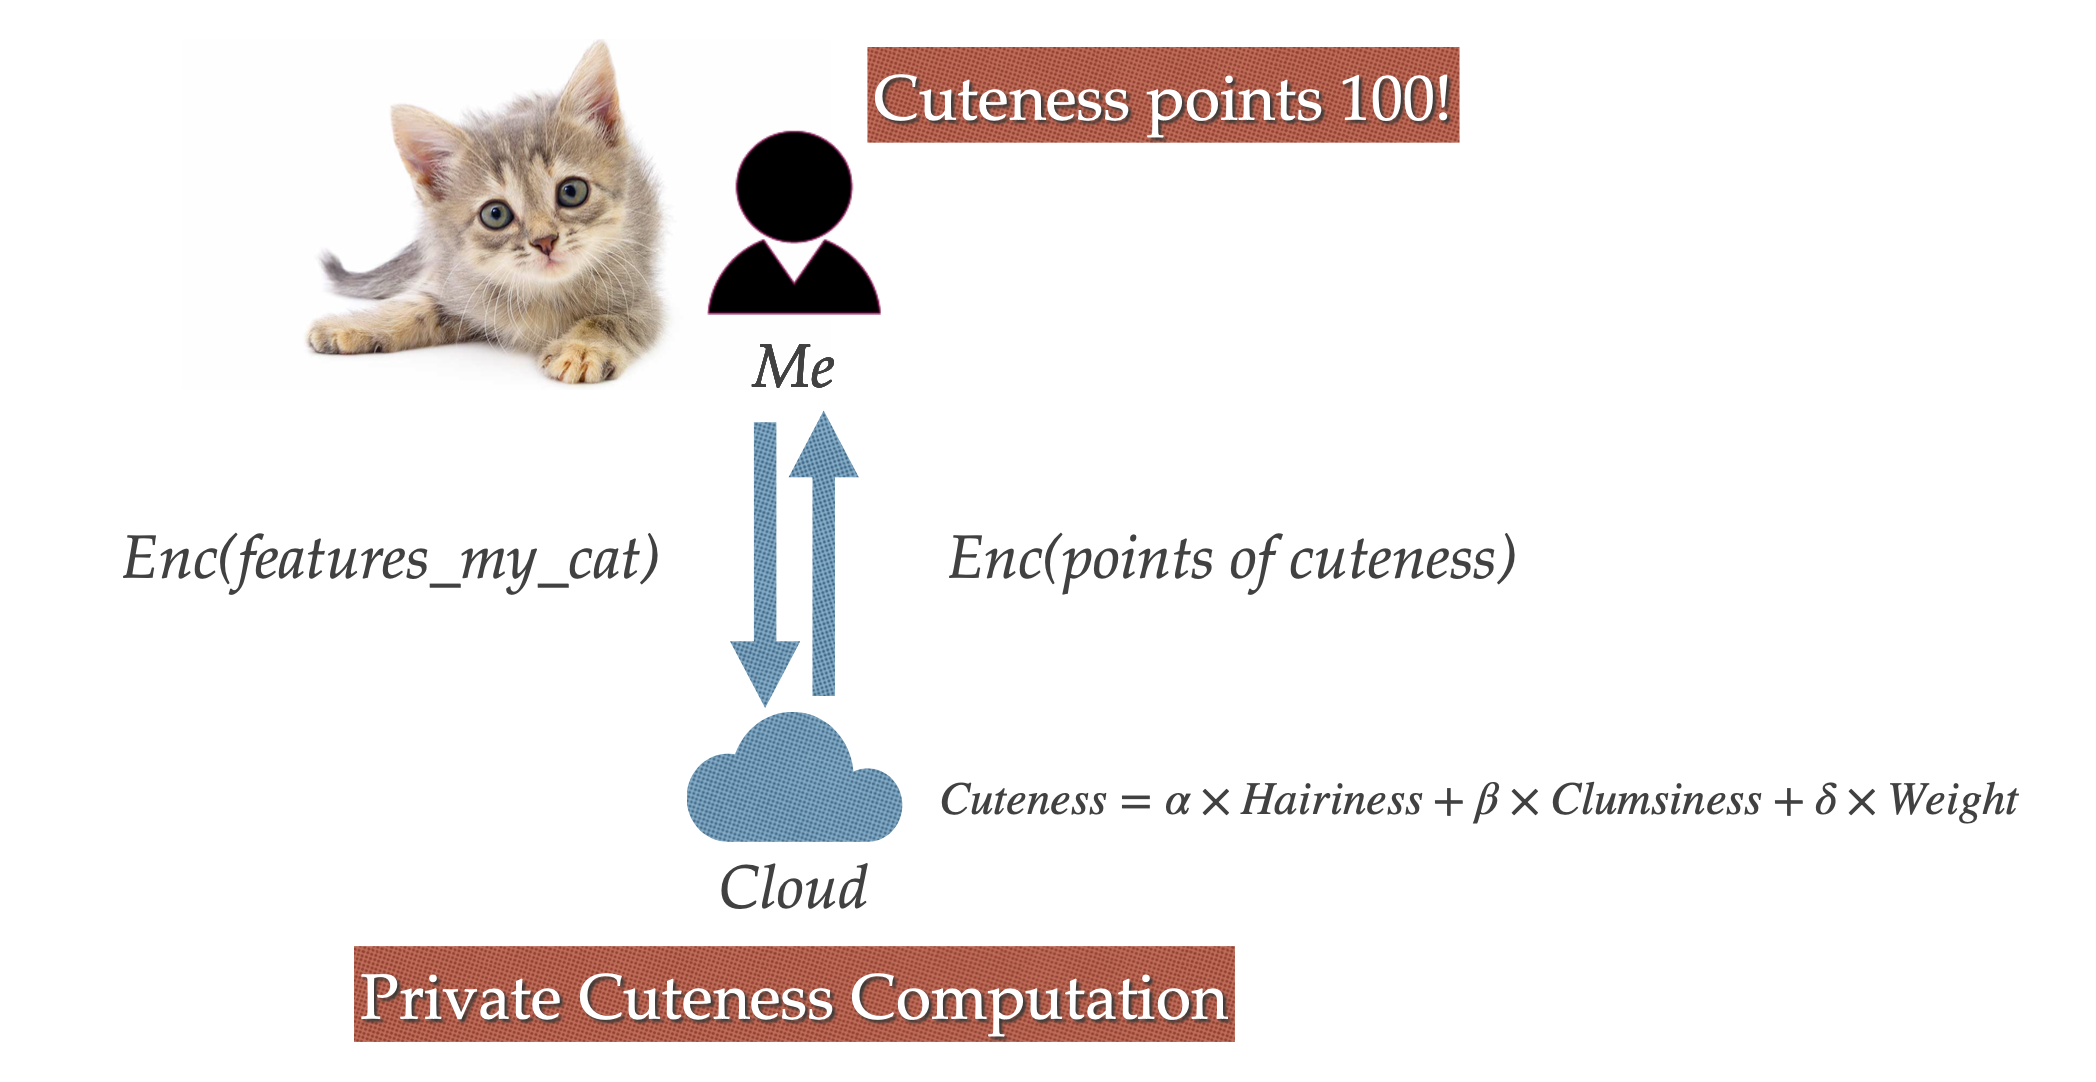 Cuteness points 100!
Me
Enc(features_my_cat)
Enc(points of cuteness)
Cuteness = α × Hairiness + β × Clumsiness + δ × Weight
Cloud
Private Cuteness Computation